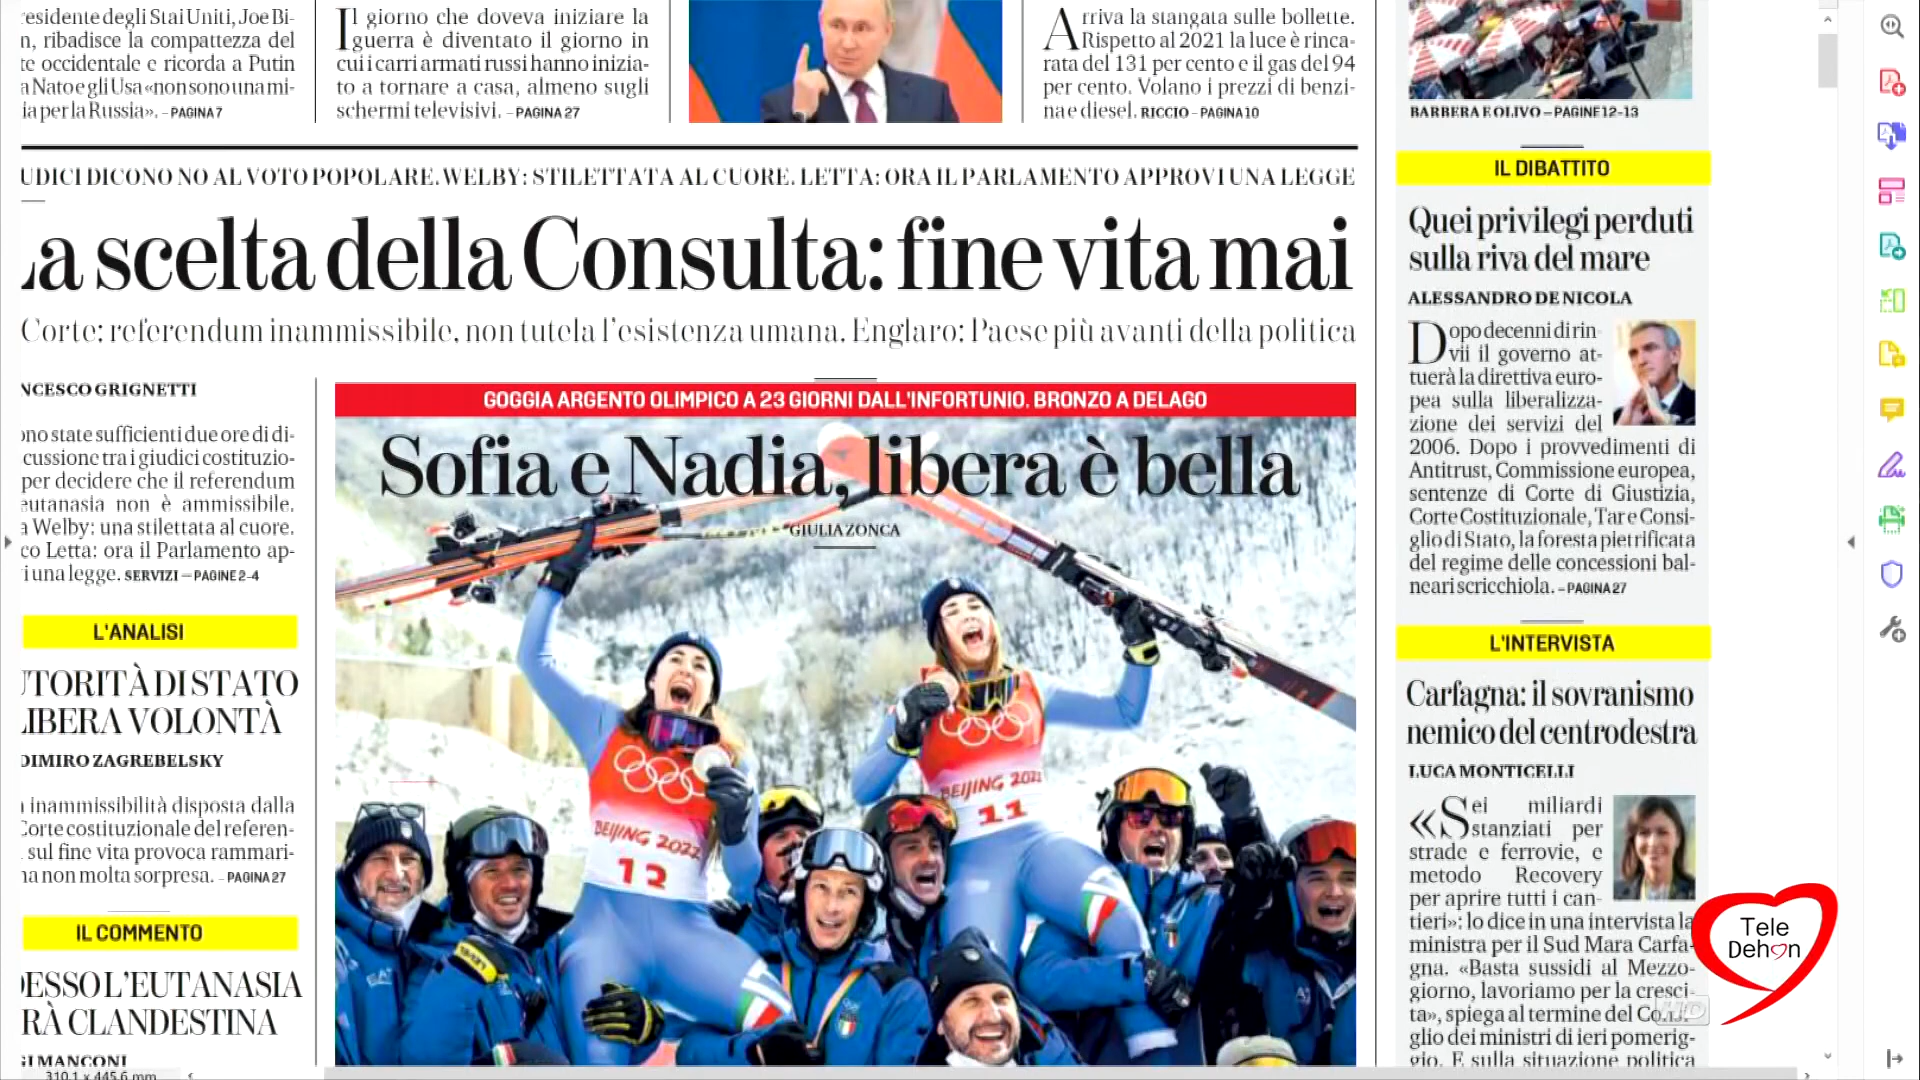 residente degli Stai Uniti, Joe Bi-
n, ribadisce la compattezza del
te occidentale e ricorda a Putin
a Nato e gli Usa «non sono una mi-
ia per la Russia». – PAGINA 7
Il giorno che doveva iniziare la
guerra è diventato il giorno in
cui i carri armati russi hanno inizia-
to a tornare a casa, almeno sugli
schermi televisivi. – PAGINA 27
Arriva la stangata sulle bollette.
Rispetto al 2021 la luce è rinca-
rata del 131 per cento e il gas del 94
per cento. Volano i prezzi di benzi-
na e diesel. RICCIO – PAGINA 10
BARBERA E OLIVO – PAGINE 12-13
UDICI DICONO NO AL VOTO POPOLARE. WELBY: STILETTATA AL CUORE. LETTA: ORA IL PARLAMENTO APPROVI UNA LEGGE
La scelta della Consulta: fine vita mai
Corte: referendum inammissibile, non tutela l'esistenza umana. Englaro: Paese più avanti della politica
NCESCO GRIGNETTI
ono state sufficienti due ore di di-
cussione tra i giudici costituzio-
per decidere che il referendum
eutanasia non è ammissibile.
a Welby: una stilettata al cuore.
co Letta: ora il Parlamento ap-
i una legge. SERVIZI – PAGINE 2-4
L'ANALISI
UTORITÀ DI STATO
LIBERA VOLONTÀ
DIMIRO ZAGREBELSKY
a inammissibilità disposta dalla
Corte costituzionale del referen-
sul fine vita provoca rammari-
na non molta sorpresa. – PAGINA 27
IL COMMENTO
DESSO L'EUTANASIA
RÀ CLANDESTINA
GI MANCONI
GOGGIA ARGENTO OLIMPICO A 23 GIORNI DALL'INFORTUNIO. BRONZO A DELAGO
Sofia e Nadia, libera è bella
GIULIA ZONCA
BEIJING 2022
12
BEIJING 2022
11
IL DIBATTITO
Quei privilegi perduti
sulla riva del mare
ALESSANDRO DE NICOLA
Dopo decenni di rin-
vii il governo at-
tuerà la direttiva euro-
pea sulla liberalizza-
zione dei servizi del
2006. Dopo i provvedimenti di
Antitrust, Commissione europea,
sentenze di Corte di Giustizia,
Corte Costituzionale, Tar e Consi-
glio di Stato, la foresta pietrificata
del regime delle concessioni bal-
neari scricchiola. – PAGINA 27
L'INTERVISTA
Carfagna: il sovranismo
nemico del centrodestra
LUCA MONTICELLI
«Sei miliardi
stanziati per
strade e ferrovie, e
metodo Recovery
per aprire tutti i can-
tieri»: lo dice in una intervista la
ministra per il Sud Mara Carfa-
gna. «Basta sussidi al Mezzo-
giorno, lavoriamo per la cresci-
ta», spiega al termine del Consi-
glio dei ministri di ieri pomerig-
gio. E sulla situazione politica
Tele
Dehon
HD
310,1 x 445,6 mm